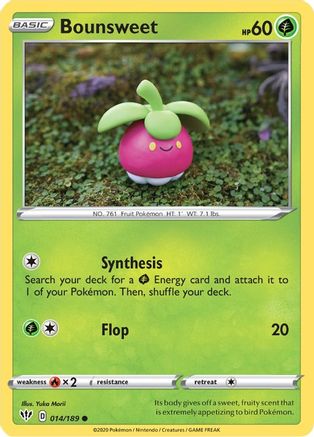 BASIC Bounsweet HP60
NO. 761 Fruit Pokémon HT. 1' WT. 7.1 lbs.
Synthesis
Search your deck for a Energy card and attach it
to 1 of your Pokémon. Then, shuffle your deck.
Flop 20
weakness ×2 resistance retreat
Illus. Yuka Morii
D 014/189
Its body gives off a sweet, fruity scent that
is extremely appetizing to bird Pokémon.
©2020 Pokémon / Nintendo / Creatures / GAME FREAK